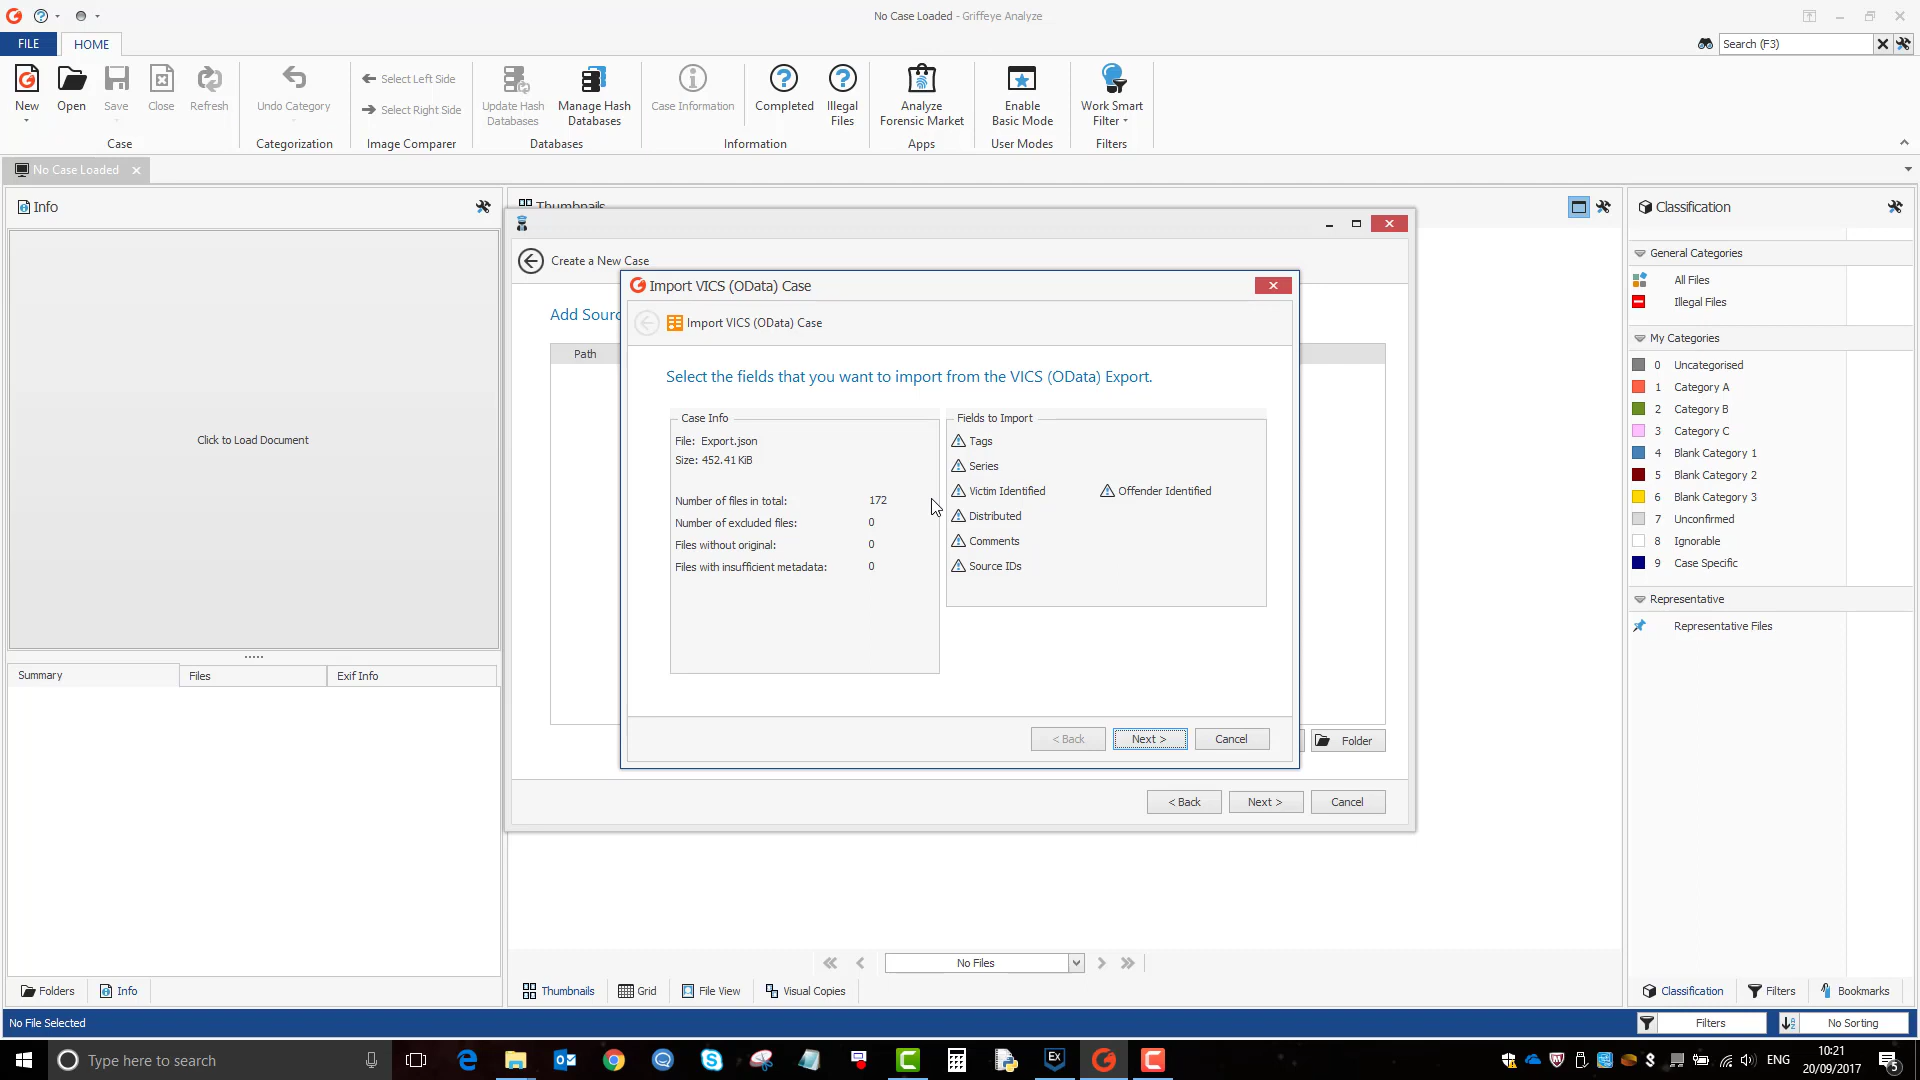 No Case Loaded - Griffeye Analyze
FILE
HOME
Search (F3)
New
Open
Save
Close
Refresh
Undo Category
Select Left Side
Select Right Side
Update Hash
Databases
Manage Hash
Databases
Case Information
Completed
Illegal
Files
Analyze
Forensic Market
Enable
Basic Mode
Work Smart
Filter
Case
Categorization
Image Comparer
Databases
Information
Apps
User Modes
Filters
No Case Loaded
Info
Thumbnails
Classification
Click to Load Document
Summary
Files
Exif Info
Create a New Case
Add Sourc
Path
Import VICS (OData) Case
Import VICS (OData) Case
Select the fields that you want to import from the VICS (OData) Export.
Case Info
File: Export.json
Size: 452.41 KiB
Number of files in total: 172
Number of excluded files: 0
Files without original: 0
Files with insufficient metadata: 0
Fields to Import
Tags
Series
Victim Identified
Offender Identified
Distributed
Comments
Source IDs
< Back
Next >
Cancel
Folder
< Back
Next >
Cancel
General Categories
All Files
Illegal Files
My Categories
0 Uncategorised
1 Category A
2 Category B
3 Category C
4 Blank Category 1
5 Blank Category 2
6 Blank Category 3
7 Unconfirmed
8 Ignorable
9 Case Specific
Representative
Representative Files
No Files
Folders
Info
Thumbnails
Grid
File View
Visual Copies
Classification
Filters
Bookmarks
No File Selected
Filters
No Sorting
Type here to search
Ex
ENG
10:21
20/09/2017
5